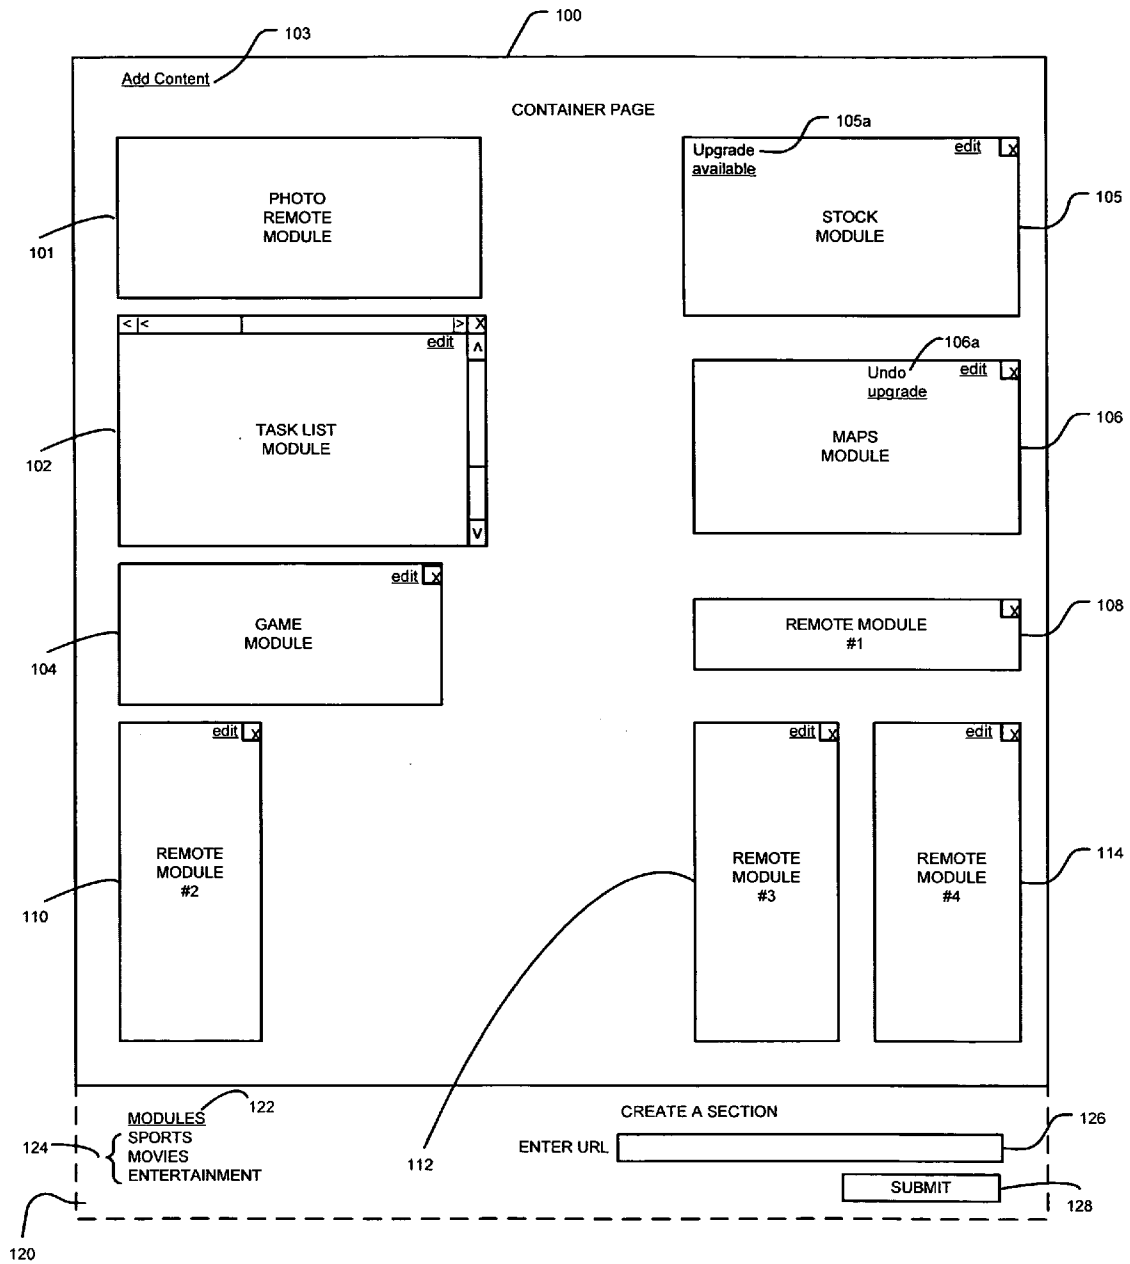 100
103
Add Content
CONTAINER PAGE
105a
Upgrade
available
edit
X
PHOTO
REMOTE
MODULE
STOCK
MODULE
105
101
< |<
>
X
edit
^
TASK LIST
MODULE
v
102
106a
Undo
upgrade
edit
X
MAPS
MODULE
106
edit
X
GAME
MODULE
104
X
REMOTE MODULE
#1
108
edit
X
REMOTE
MODULE
#2
110
edit
X
REMOTE
MODULE
#3
112
edit
X
REMOTE
MODULE
#4
114
MODULES
122
124
SPORTS
MOVIES
ENTERTAINMENT
CREATE A SECTION
ENTER URL
126
SUBMIT
128
120